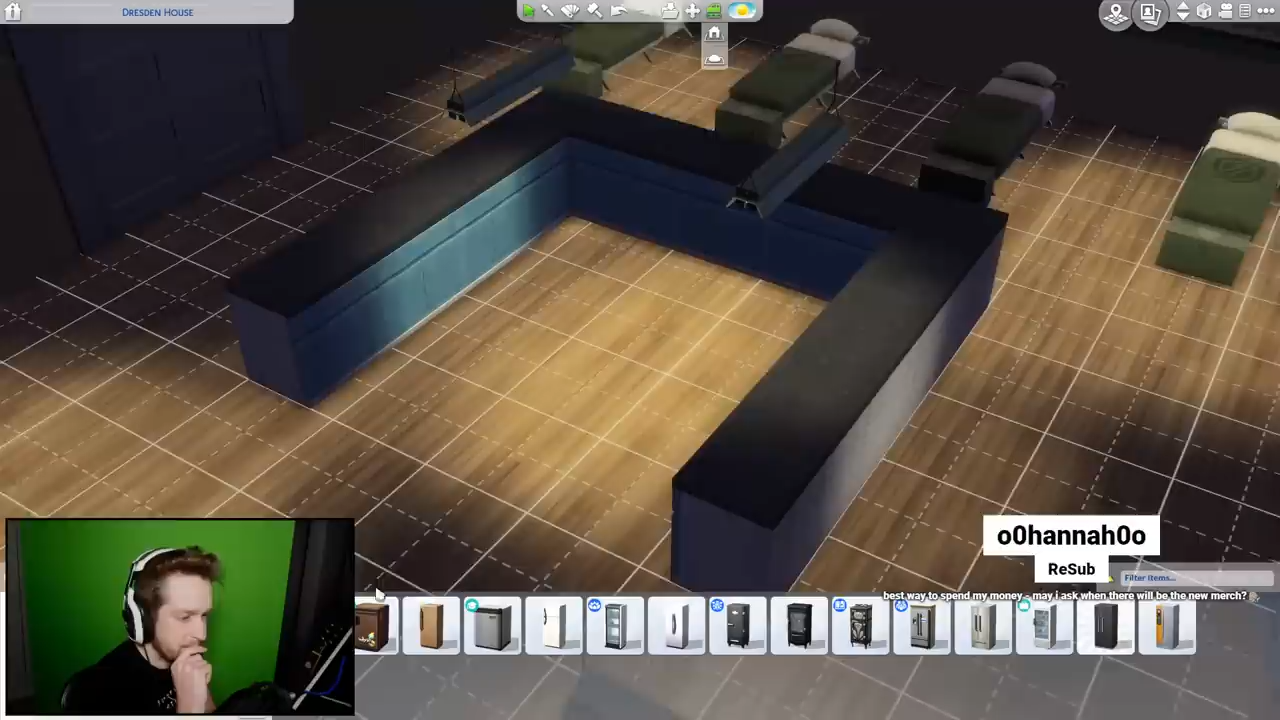 DRESDEN HOUSE
o0hannah0o
ReSub
Filter Items...
best way to spend my money - may i ask when there will be the new merch?